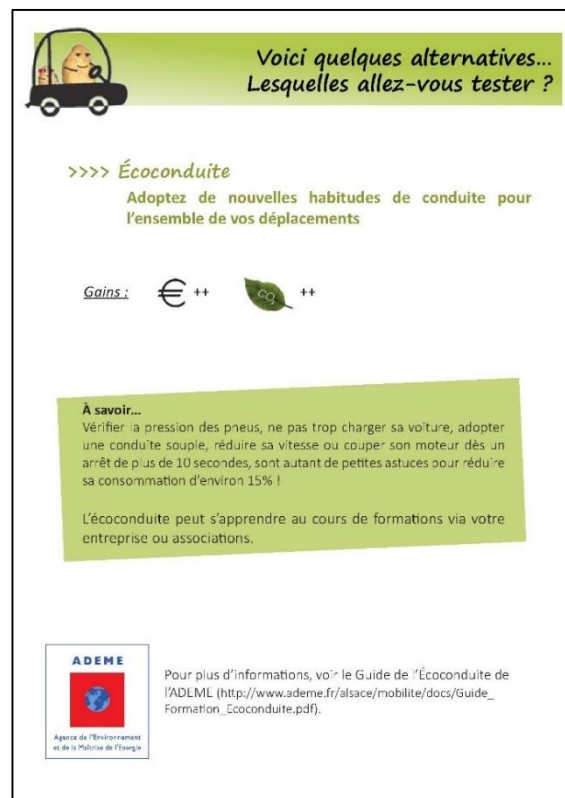 Voici quelques alternatives...
Lesquelles allez-vous tester ?
>>>> Écoconduite
Adoptez de nouvelles habitudes de conduite pour
l'ensemble de vos déplacements
Gains : € ++ CO₂ ++
À savoir...
Vérifier la pression des pneus, ne pas trop charger sa voiture, adopter
une conduite souple, réduire sa vitesse ou couper son moteur dès un
arrêt de plus de 10 secondes, sont autant de petites astuces pour réduire
sa consommation d'environ 15% !
L'écoconduite peut s'apprendre au cours de formations via votre
entreprise ou associations.
ADEME
Agence de l'Environnement
et de la Maîtrise de l'Energie
Pour plus d'informations, voir le Guide de l'Écoconduite de
l'ADEME (http://www.ademe.fr/alsace/mobilite/docs/Guide_
Formation_Ecoconduite.pdf).